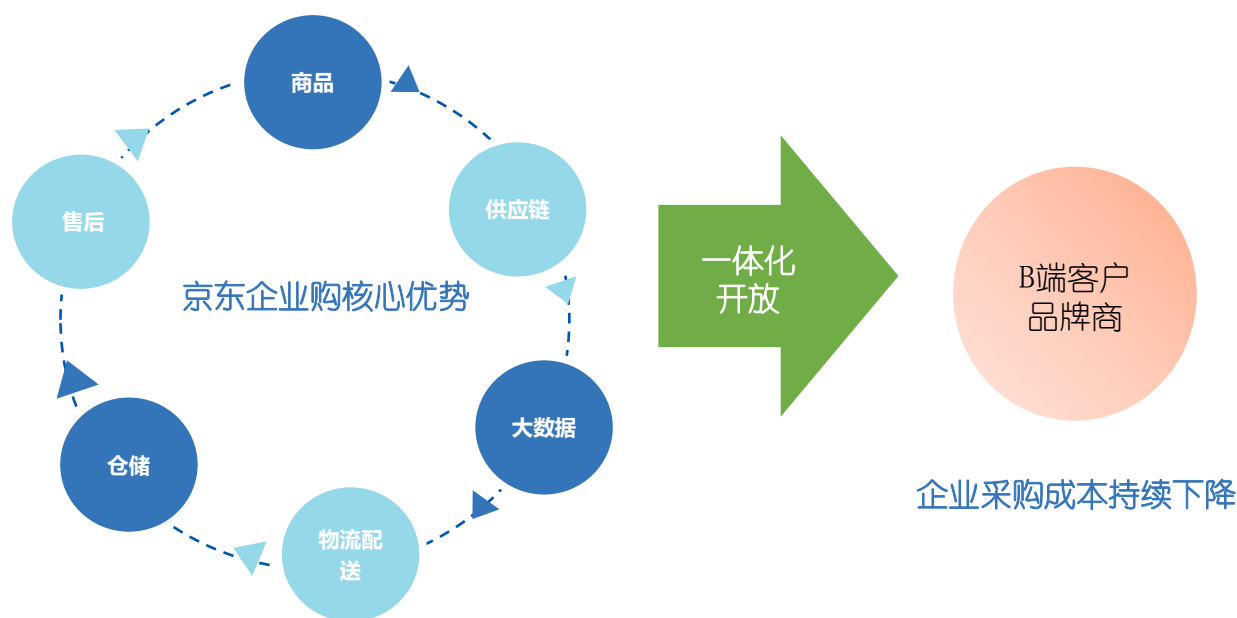 商品
供应链
售后
京东企业购核心优势
大数据
仓储
物流配
送
一体化
开放
B端客户
品牌商
企业采购成本持续下降